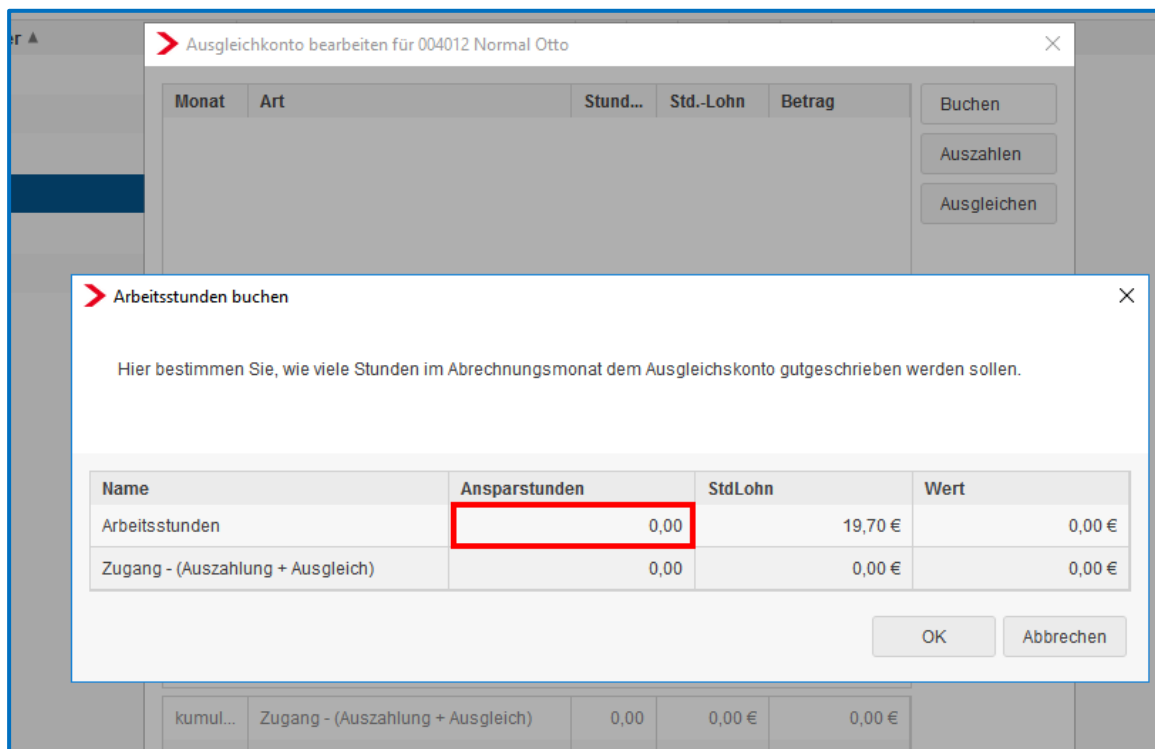 er
Ausgleichkonto bearbeiten für 004012 Normal Otto
Monat Art Stund... Std.-Lohn Betrag
Buchen
Auszahlen
Ausgleichen
Arbeitsstunden buchen
Hier bestimmen Sie, wie viele Stunden im Abrechnungsmonat dem Ausgleichskonto gutgeschrieben werden sollen.
Name Ansparstunden StdLohn Wert
Arbeitsstunden 0,00 19,70 € 0,00 €
Zugang - (Auszahlung + Ausgleich) 0,00 0,00 € 0,00 €
OK Abbrechen
kumul... Zugang - (Auszahlung + Ausgleich) 0,00 0,00 € 0,00 €